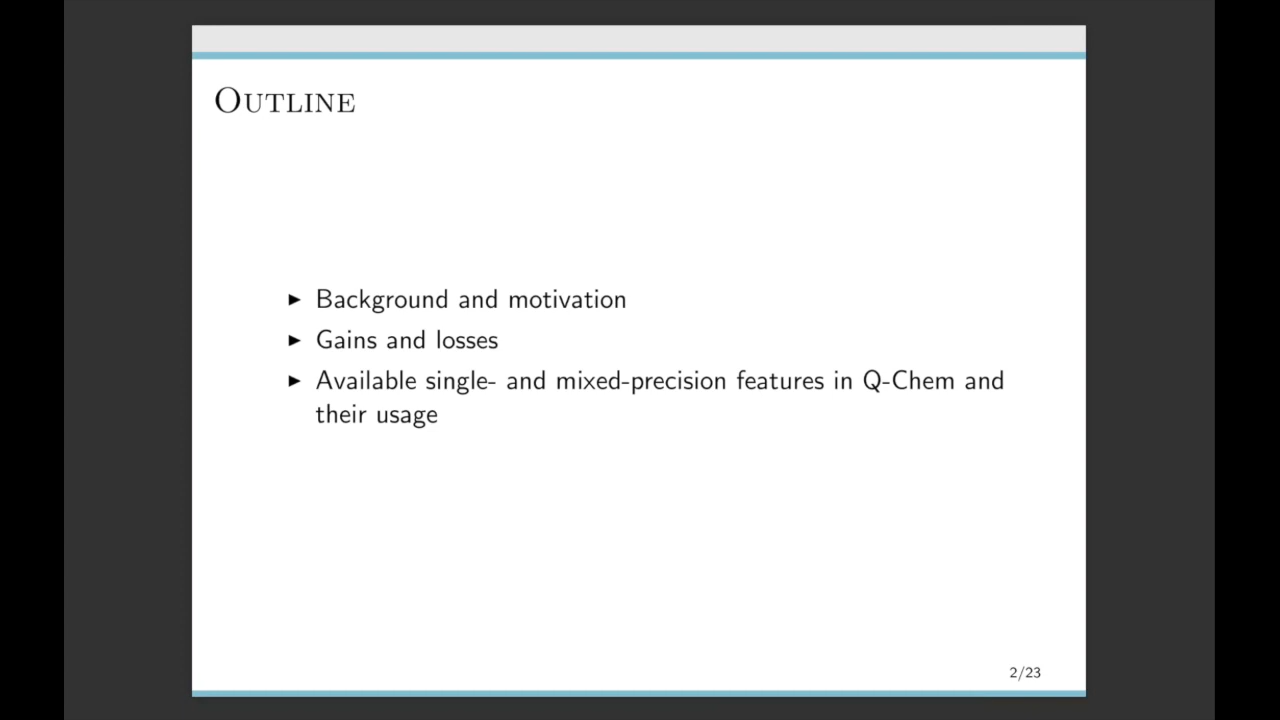 OUTLINE
▶ Background and motivation
▶ Gains and losses
▶ Available single- and mixed-precision features in Q-Chem and
their usage
2/23